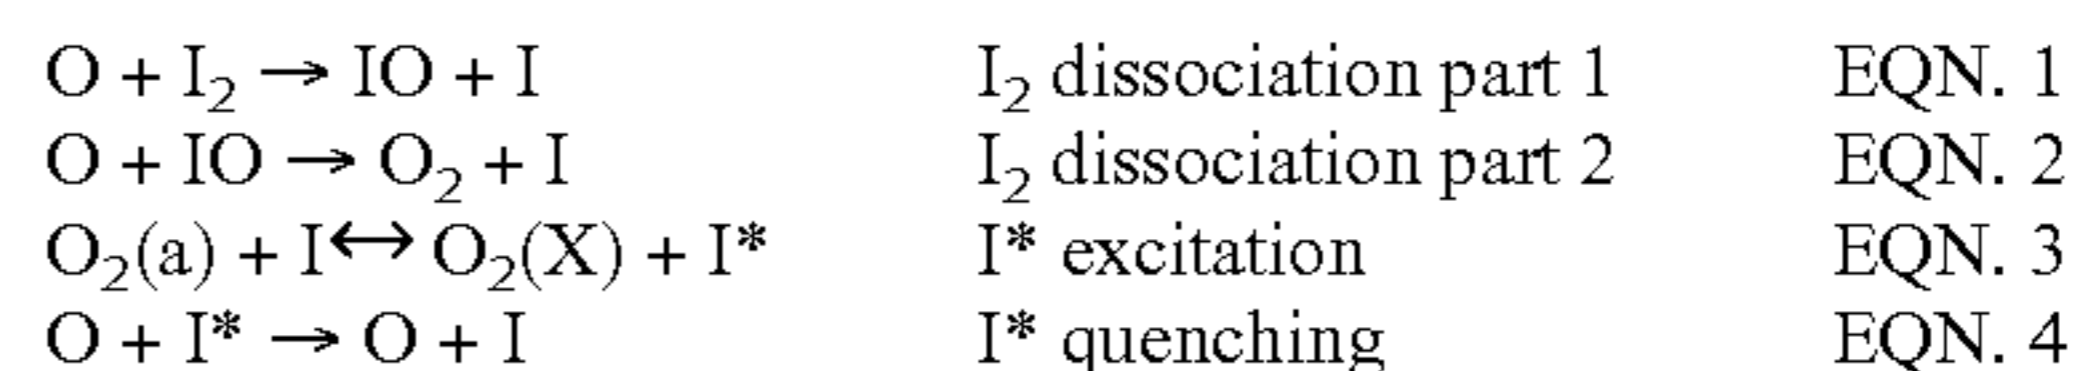 O + I₂ → IO + I I₂ dissociation part 1 EQN. 1
O + IO → O₂ + I I₂ dissociation part 2 EQN. 2
O₂(a) + I ↔ O₂(X) + I* I* excitation EQN. 3
O + I* → O + I I* quenching EQN. 4